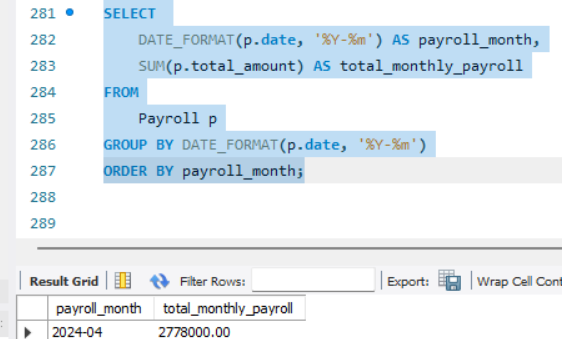 281 SELECT
282 DATE_FORMAT(p.date, '%Y-%m') AS payroll_month,
283 SUM(p.total_amount) AS total_monthly_payroll
284 FROM
285 Payroll p
286 GROUP BY DATE_FORMAT(p.date, '%Y-%m')
287 ORDER BY payroll_month;
288
289
Result Grid Filter Rows: Export: Wrap Cell Cont
payroll_month total_monthly_payroll
2024-04 2778000.00